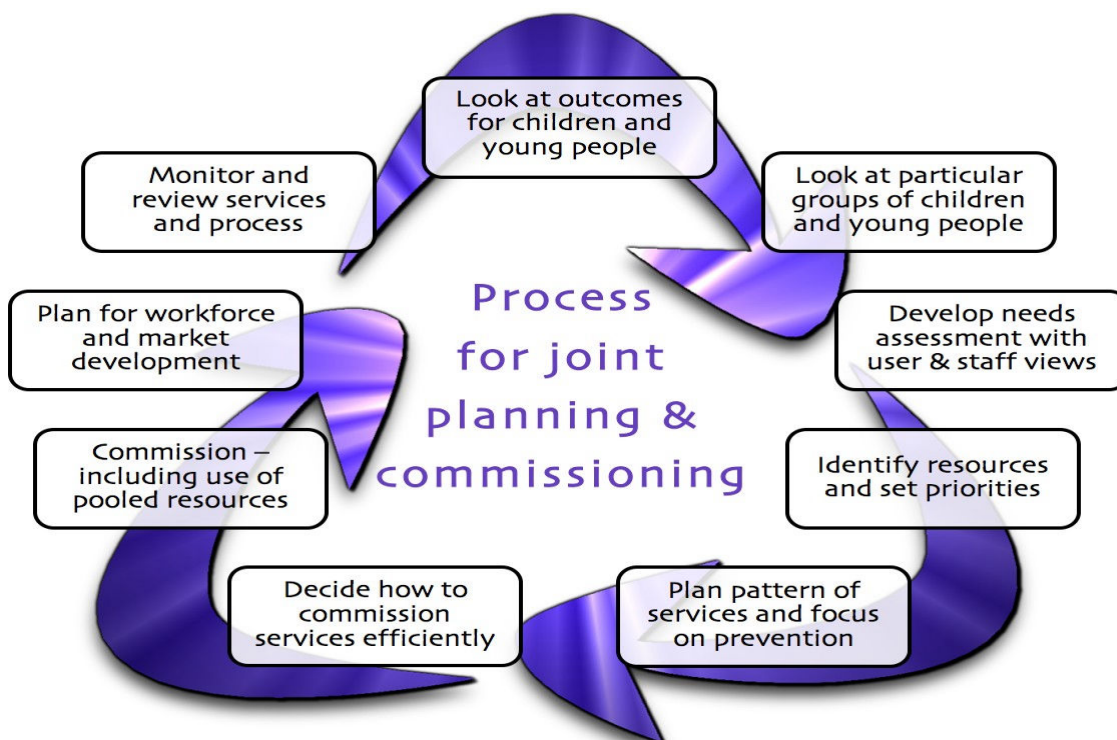 Look at outcomes
for children and
young people
Look at particular
groups of children
and young people
Develop needs
assessment with
user & staff views
Identify resources
and set priorities
Plan pattern of
services and focus
on prevention
Decide how to
commission
services efficiently
Commission –
including use of
pooled resources
Plan for workforce
and market
development
Monitor and
review services
and process
Process
for joint
planning &
commissioning